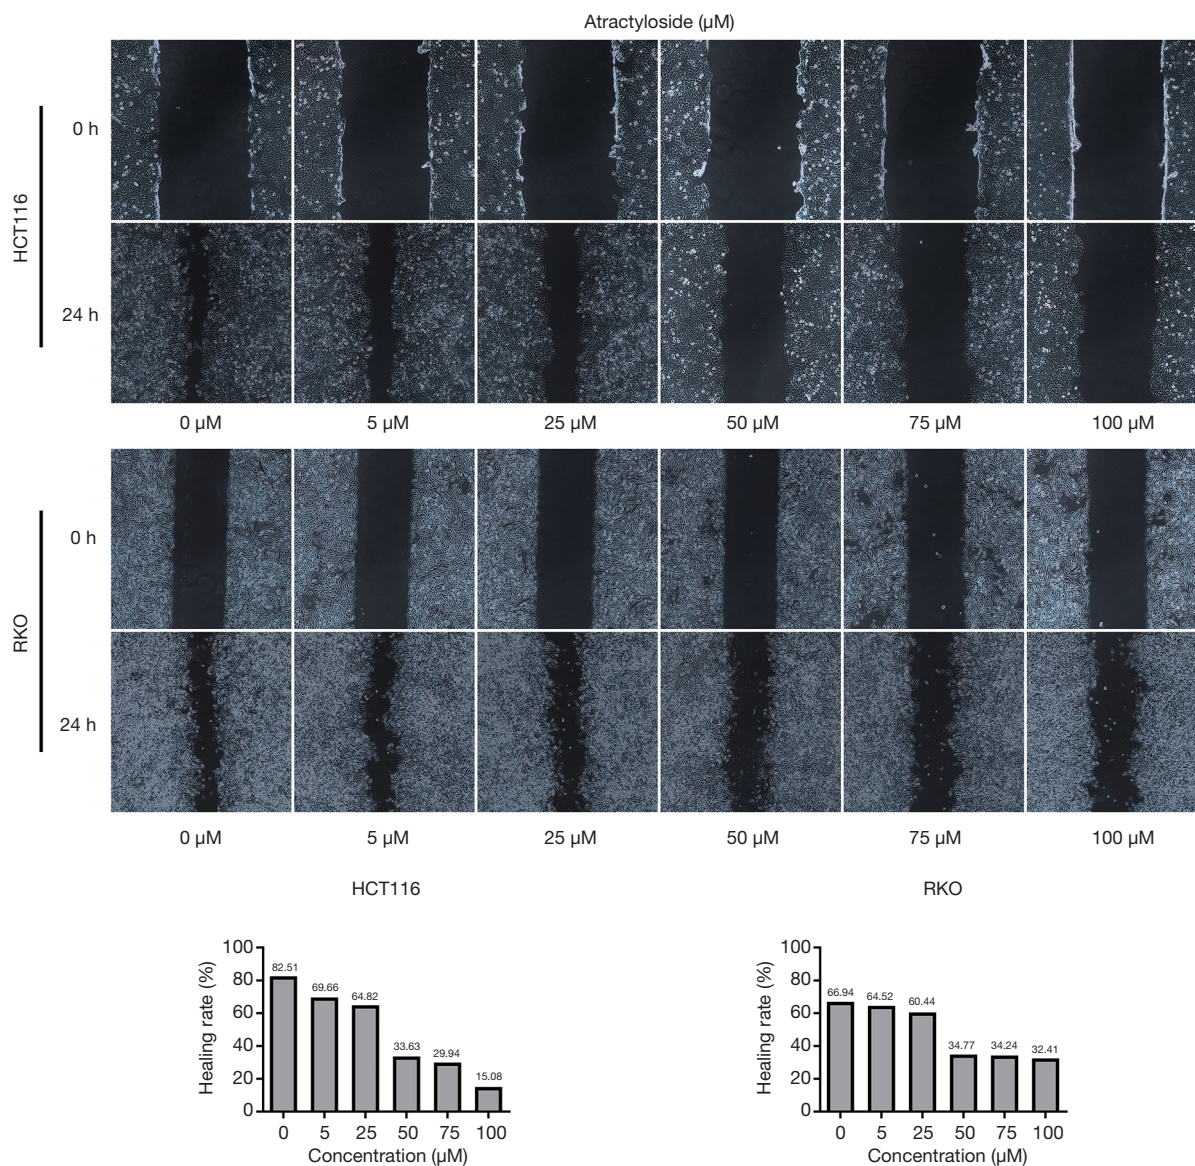 Atractyloside (µM)
HCT116
0 h
24 h
0 µM 5 µM 25 µM 50 µM 75 µM 100 µM
RKO
0 h
24 h
0 µM 5 µM 25 µM 50 µM 75 µM 100 µM
HCT116
Healing rate (%)
100
80
60
40
20
0
82.51
69.66
64.82
33.63
29.94
15.08
0 5 25 50 75 100
Concentration (µM)
RKO
Healing rate (%)
100
80
60
40
20
0
66.94
64.52
60.44
34.77
34.24
32.41
0 5 25 50 75 100
Concentration (µM)